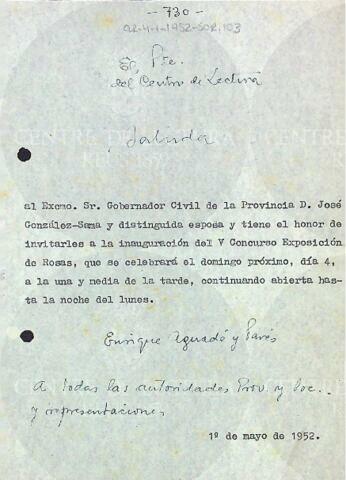 - 730 -
AR-4-1-1952-SOR, 103
Sr. Pte.
del Centro de Lectura
Saluda
al Excmo. Sr. Gobernador Civil de la Provincia D. José
González-Sama y distinguida esposa y tiene el honor de
invitarles a la inauguración del V Concurso Exposición
de Rosas, que se celebrará el domingo próximo, día 4,
a la una y media de la tarde, continuando abierta has-
ta la noche del lunes.
Enrique Aguadé y Parés
A todas las autoridades Prov. y Loc.
y representaciones
1º de mayo de 1952.